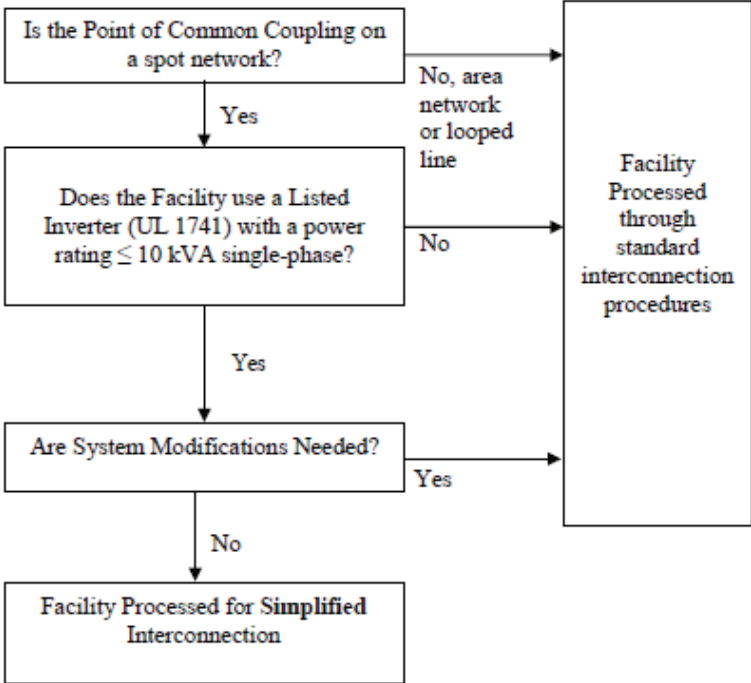 Is the Point of Common Coupling on
a spot network?
No, area
network
or looped
line
Yes
Does the Facility use a Listed
Inverter (UL 1741) with a power
rating ≤ 10 kVA single-phase?
No
Yes
Are System Modifications Needed?
Yes
No
Facility Processed for Simplified
Interconnection
Facility
Processed
through
standard
interconnection
procedures